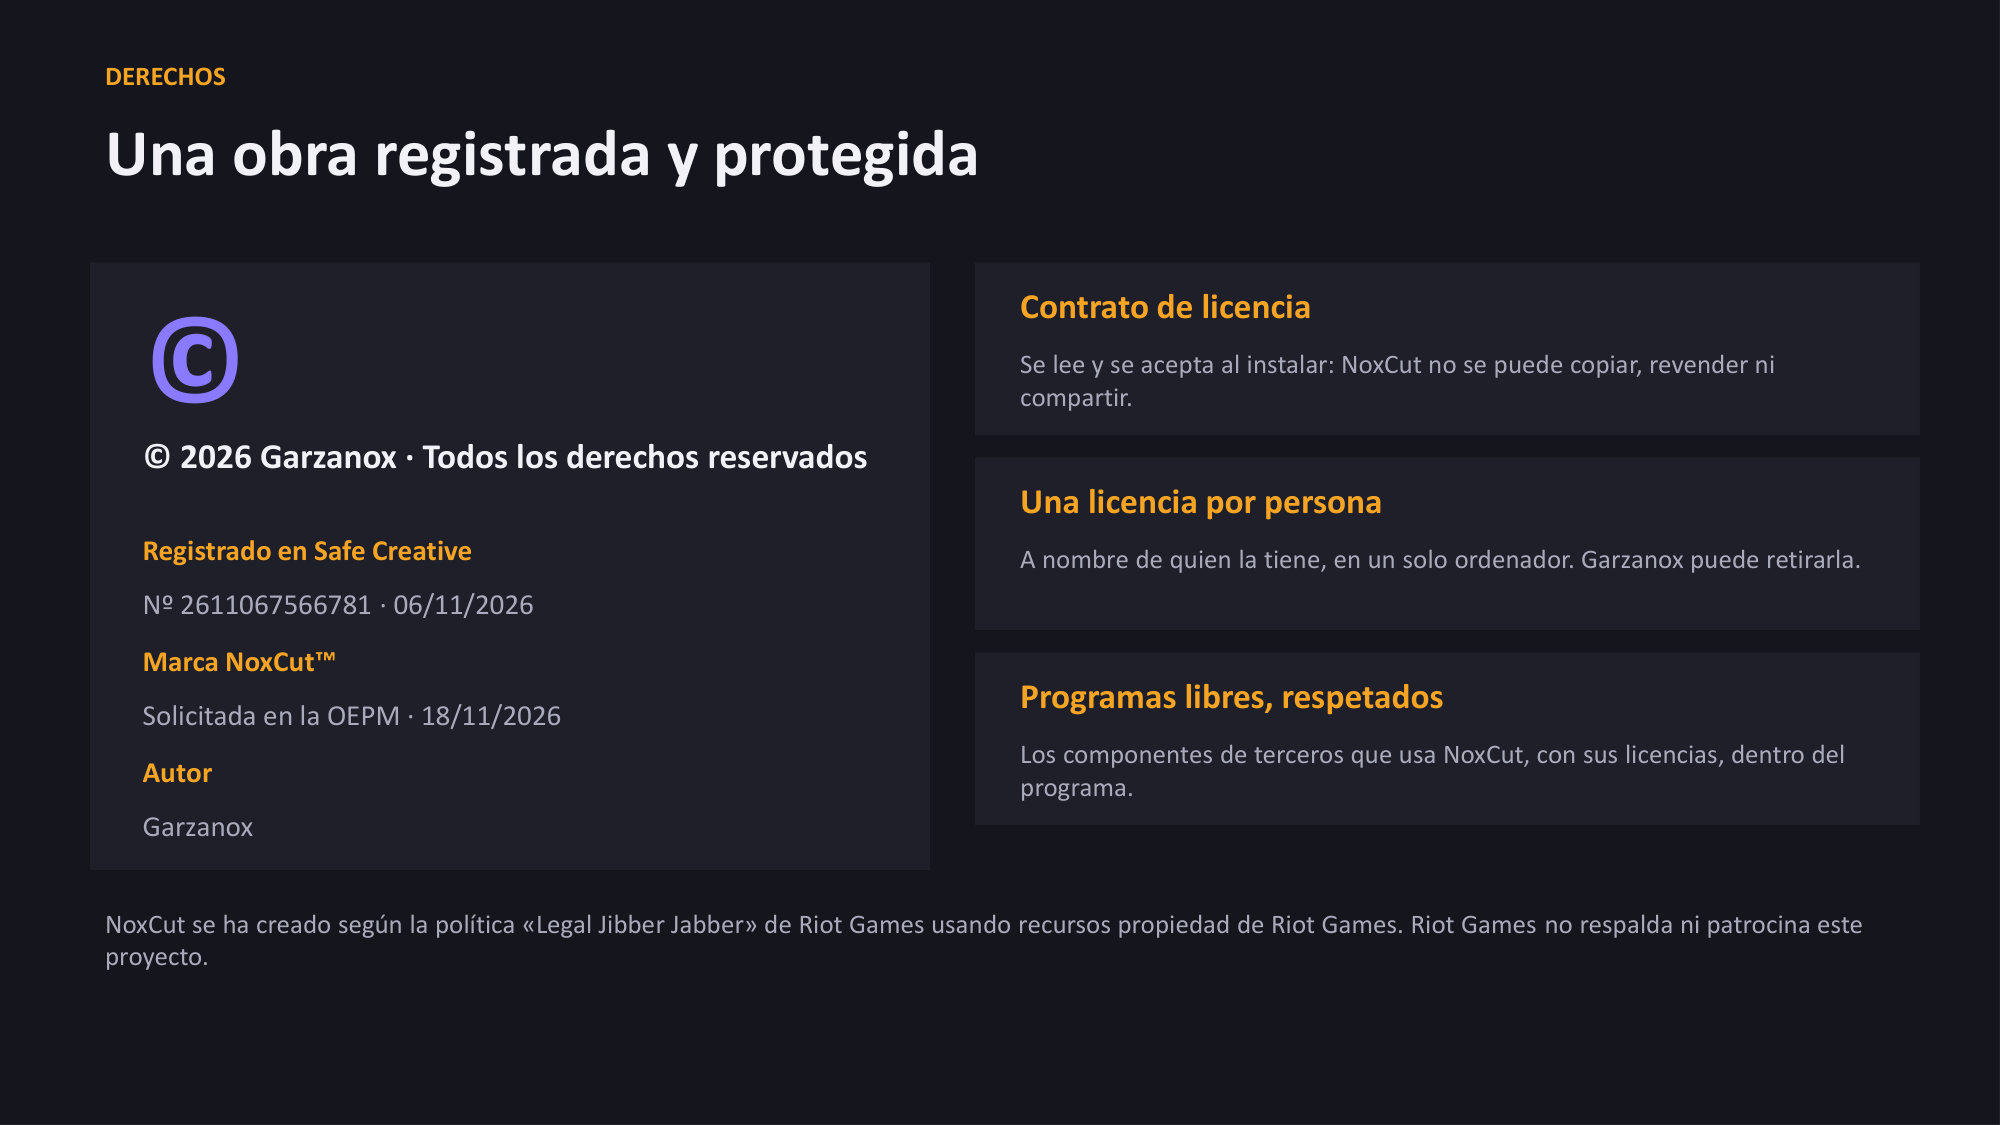 DERECHOS
Una obra registrada y protegida
©
© 2026 Garzanox · Todos los derechos reservados
Registrado en Safe Creative
Nº 2611067566781 · 06/11/2026
Marca NoxCut™
Solicitada en la OEPM · 18/11/2026
Autor
Garzanox
Contrato de licencia
Se lee y se acepta al instalar: NoxCut no se puede copiar, revender ni
compartir.
Una licencia por persona
A nombre de quien la tiene, en un solo ordenador. Garzanox puede retirarla.
Programas libres, respetados
Los componentes de terceros que usa NoxCut, con sus licencias, dentro del
programa.
NoxCut se ha creado según la política «Legal Jibber Jabber» de Riot Games usando recursos propiedad de Riot Games. Riot Games no respalda ni patrocina este
proyecto.